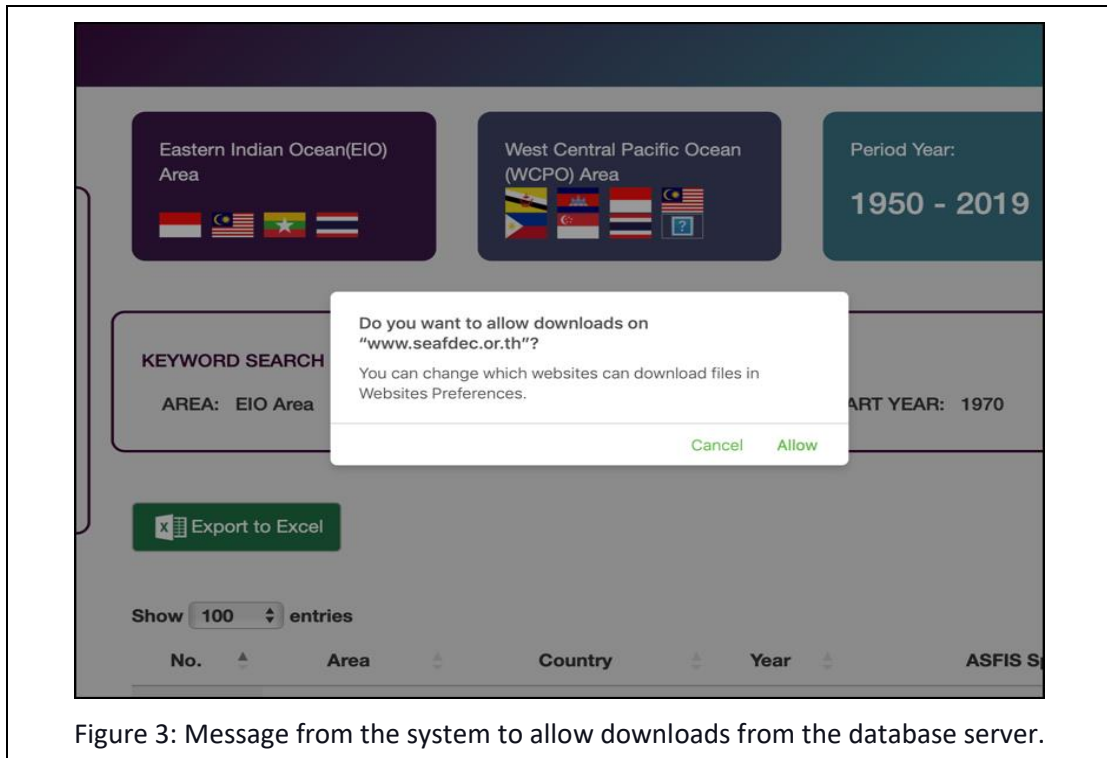 Eastern Indian Ocean(EIO)
Area
West Central Pacific Ocean
(WCPO) Area
Period Year:
1950 - 2019
?
Do you want to allow downloads on
“www.seafdec.or.th”?
You can change which websites can download files in
Websites Preferences.
Cancel Allow
KEYWORD SEARCH
AREA: EIO Area
ART YEAR: 1970
X Export to Excel
Show 100 entries
No. Area Country Year ASFIS S
Figure 3: Message from the system to allow downloads from the database server.